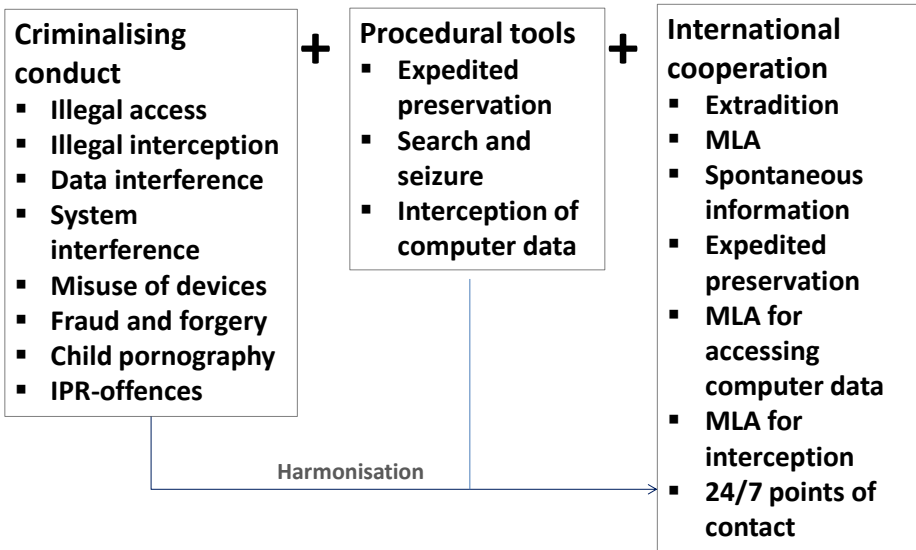 Criminalising
conduct
▪ Illegal access
▪ Illegal interception
▪ Data interference
▪ System
interference
▪ Misuse of devices
▪ Fraud and forgery
▪ Child pornography
▪ IPR-offences
+
Procedural tools
▪ Expedited
preservation
▪ Search and
seizure
▪ Interception of
computer data
+
International
cooperation
▪ Extradition
▪ MLA
▪ Spontaneous
information
▪ Expedited
preservation
▪ MLA for
accessing
computer data
▪ MLA for
interception
▪ 24/7 points of
contact
Harmonisation